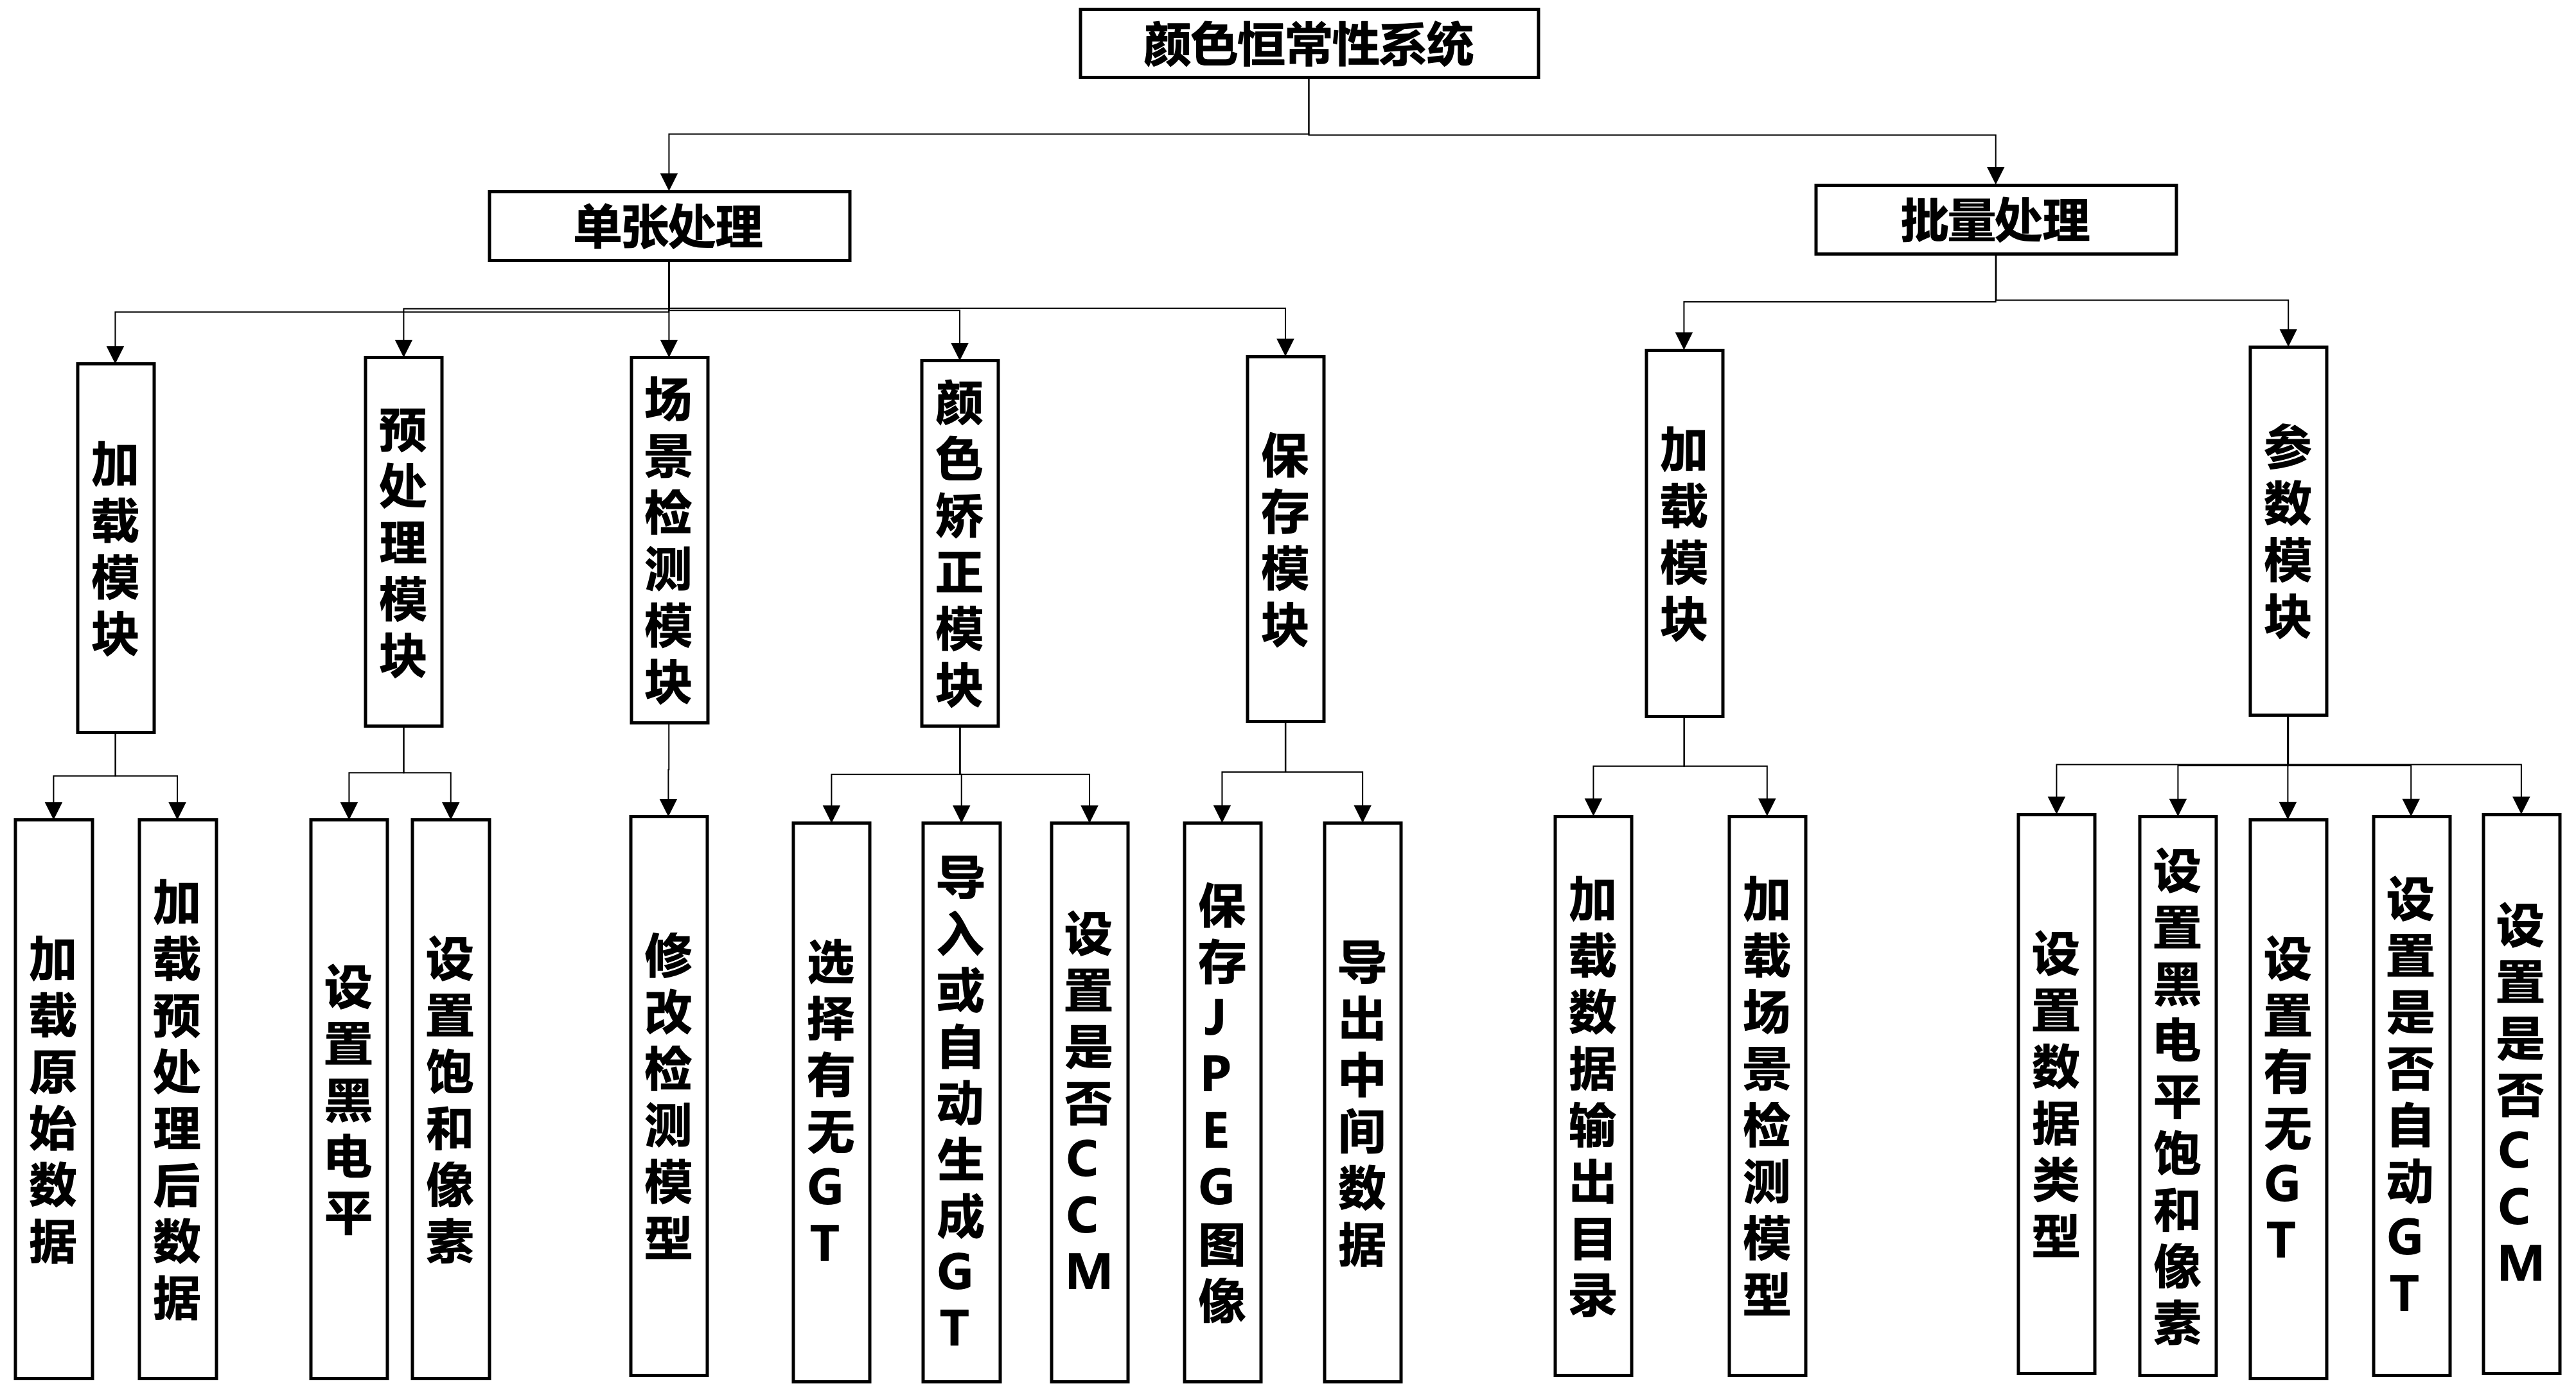 颜色恒常性系统
单张处理
批量处理
加载模块
预处理模块
场景检测模块
颜色矫正模块
保存模块
加载模块
参数模块
加载原始数据
加载预处理后数据
设置黑电平
设置饱和像素
修改检测模型
选择有无GT
导入或自动生成GT
设置是否CCM
保存JPEG图像
导出中间数据
加载数据输出目录
加载场景检测模型
设置数据类型
设置黑电平饱和像素
设置有无GT
设置是否自动GT
设置是否CCM